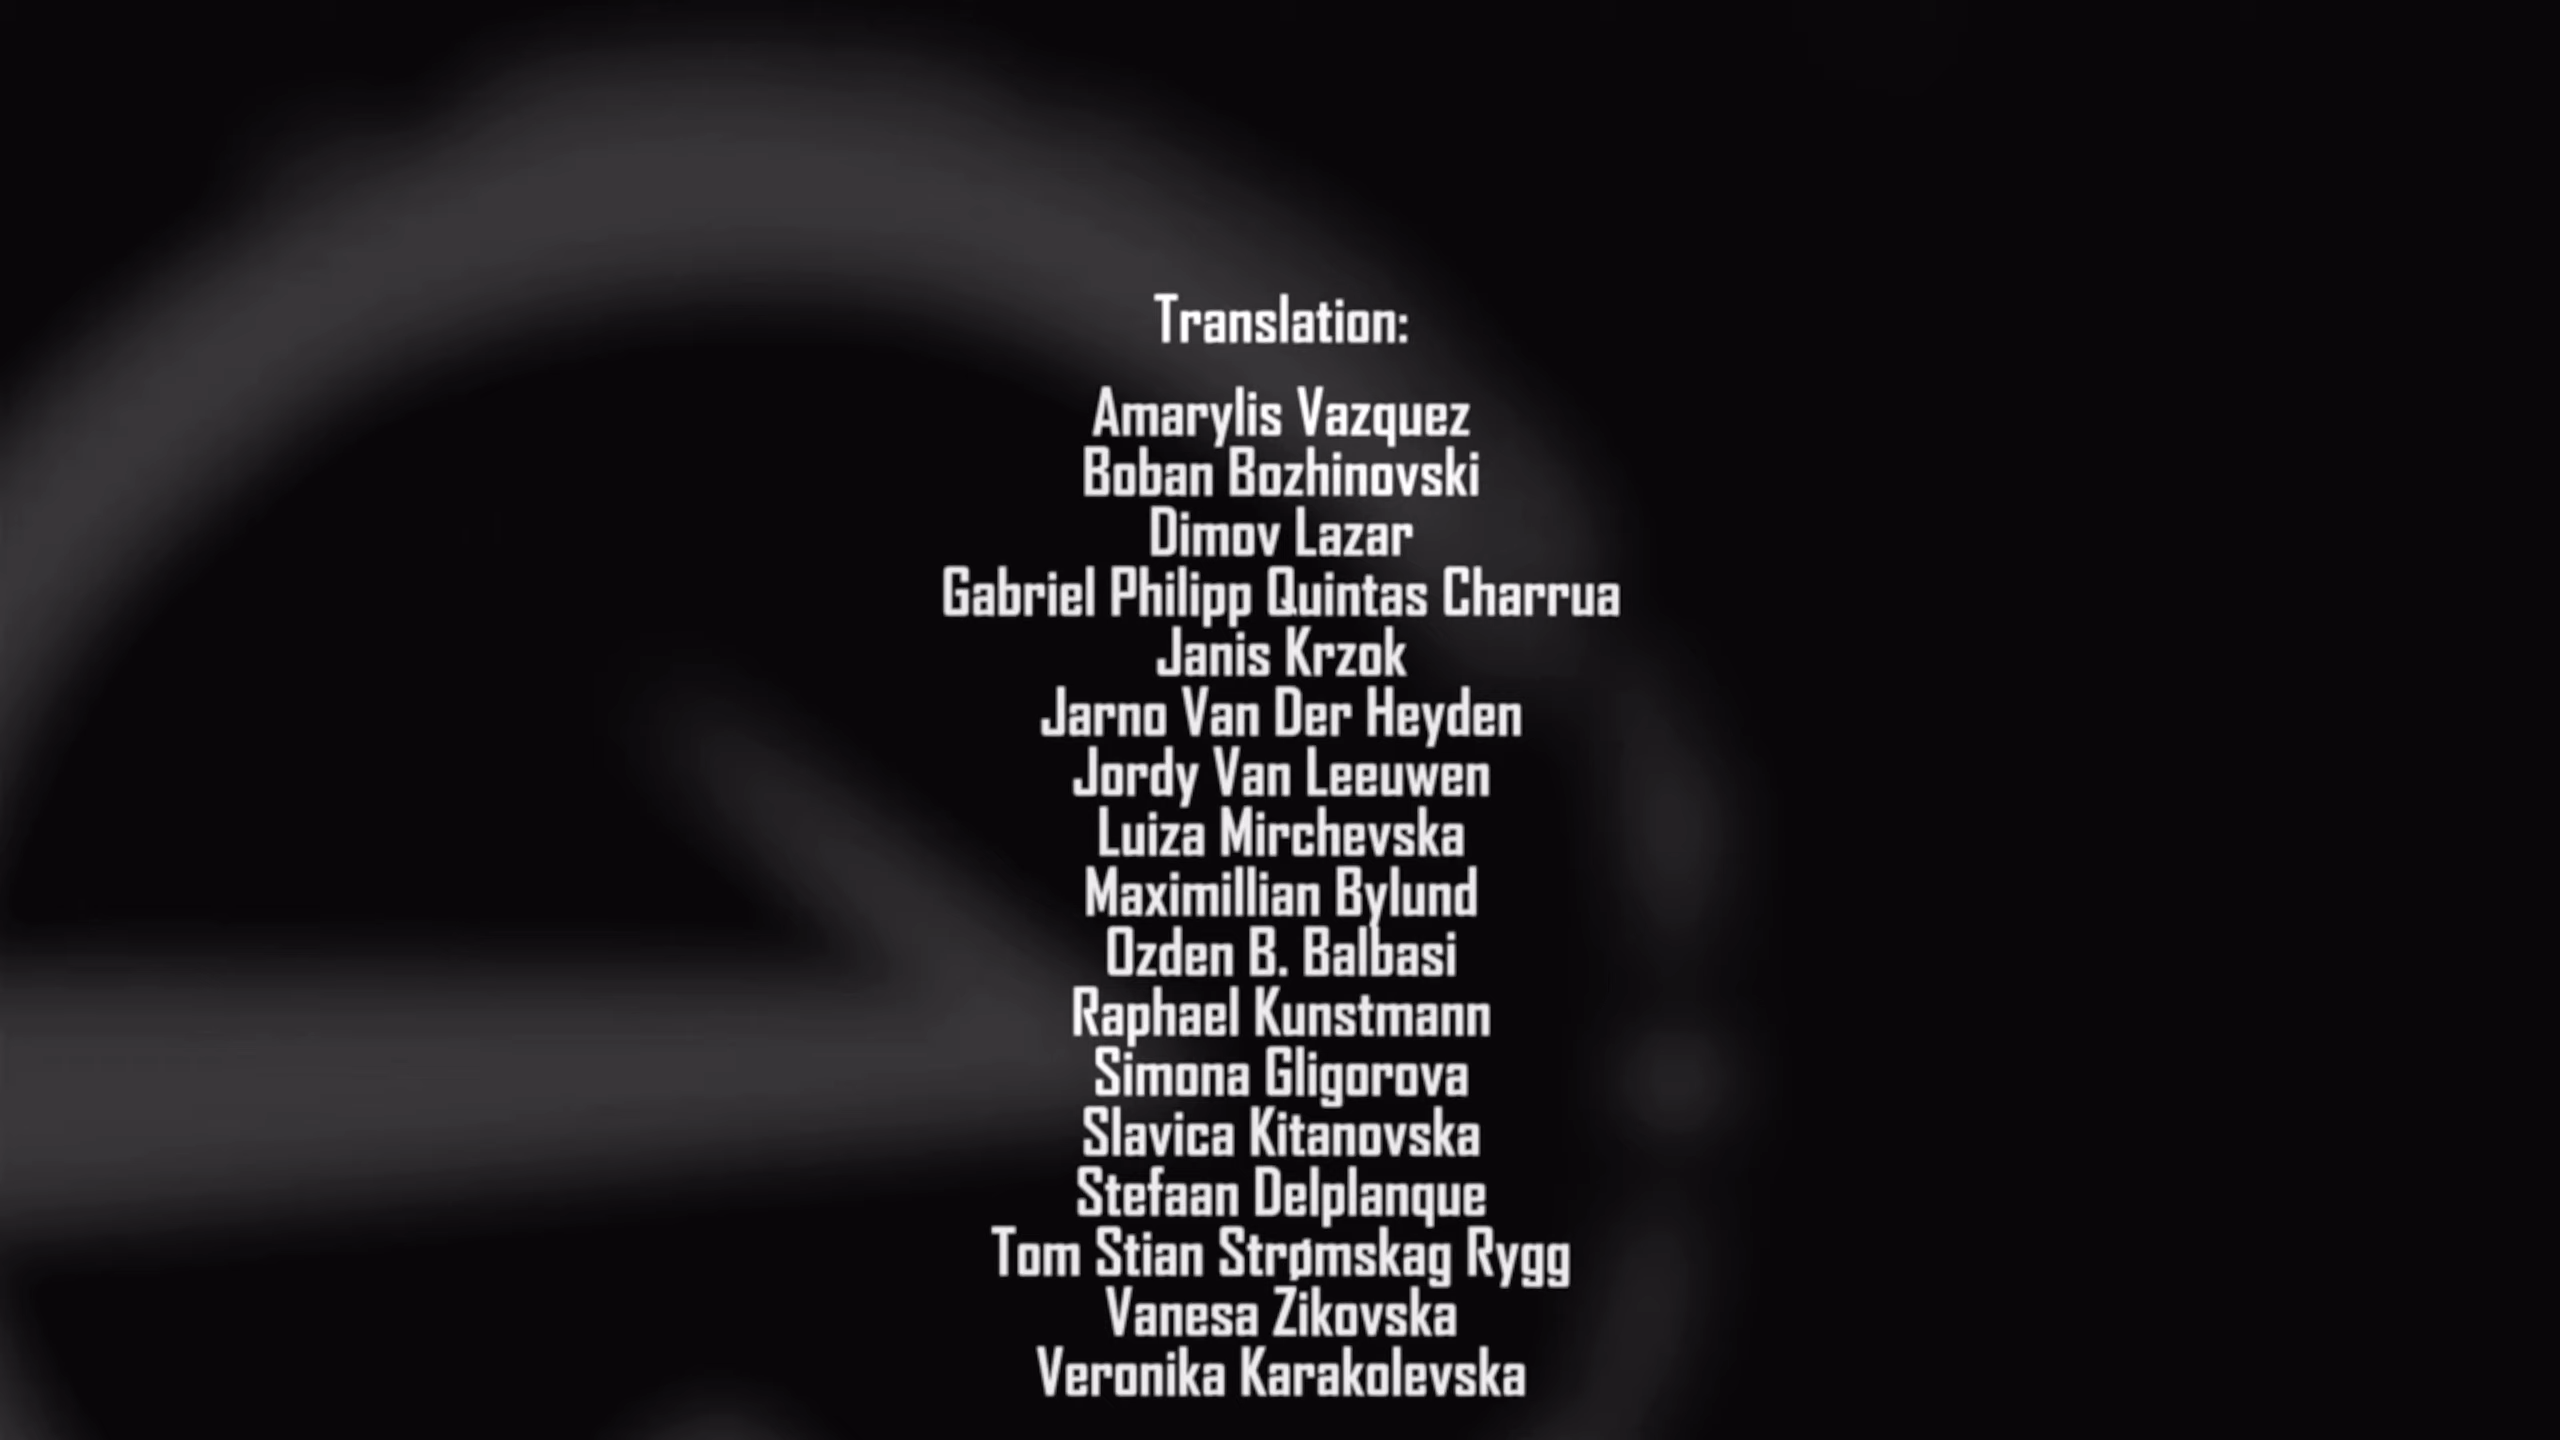 Translation:
Amarylis Vazquez
Boban Bozhinovski
Dimov Lazar
Gabriel Philipp Quintas Charrua
Janis Krzok
Jarno Van Der Heyden
Jordy Van Leeuwen
Luiza Mirchevska
Maximillian Bylund
Ozden B. Balbasi
Raphael Kunstmann
Simona Gligorova
Slavica Kitanovska
Stefaan Delplanque
Tom Stian Strømskag Rygg
Vanesa Zikovska
Veronika Karakolevska